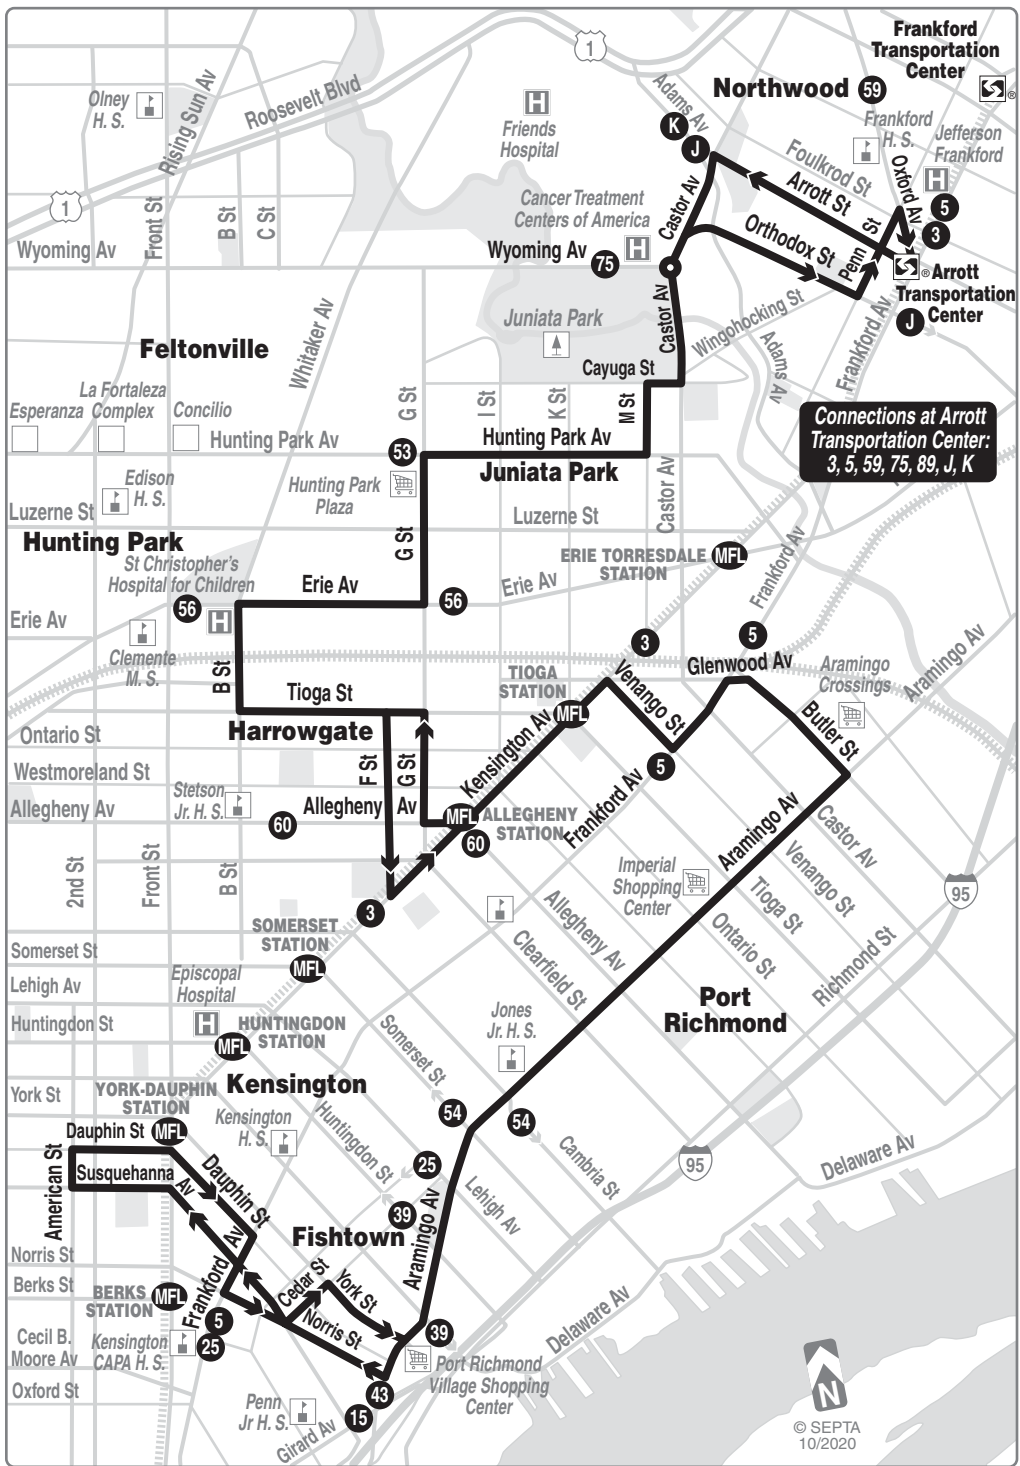 Frankford
Transportation
Center
®
1
Northwood
59
Olney
H. S.
Rising Sun Av
Roosevelt Blvd
H
Friends
Hospital
Adams Av
K
J
Frankford
H. S.
Jefferson
Frankford
H
Foulkrod St
Arrott St
Oxford Av
5
3
1
Front St
B St
C St
Cancer Treatment
Centers of America
H
Castor Av
Orthodox St
Penn St
Wyoming Av
Wyoming Av
75
® Arrott
Transportation
Center
J
Castor Av
Wingohocking St
Frankford Av
Adams Av
Juniata Park
Whitaker Av
Feltonville
Cayuga St
La Fortaleza
Complex
Esperanza
Concilio
G St
I St
K St
M St
Connections at Arrott
Transportation Center:
3, 5, 59, 75, 89, J, K
Hunting Park Av
53
Hunting Park Av
Juniata Park
Edison
H. S.
Hunting Park
Plaza
Castor Av
Luzerne St
Luzerne St
Hunting Park
G St
Frankford Av
St Christopher's
Hospital for Children
ERIE TORRESDALE
STATION
MFL
Erie Av
Erie Av
56
56
H
Erie Av
Clemente
M. S.
3
5
B St
TIOGA
STATION
Glenwood Av
Aramingo
Crossings
Aramingo Av
Tioga St
Venango St
MFL
Butler St
Harrowgate
Ontario St
Kensington Av
Westmoreland St
F St
G St
5
Frankford Av
Stetson
Jr. H. S.
Allegheny Av
Allegheny Av
60
MFL
ALLEGHENY
STATION
60
Aramingo Av
Castor Av
Venango St
Tioga St
Ontario St
Imperial
Shopping
Center
2nd St
Front St
B St
3
95
Allegheny Av
Clearfield St
Richmond St
SOMERSET
STATION
MFL
Somerset St
Lehigh Av
Huntingdon St
Episcopal
Hospital
H
HUNTINGDON
STATION
MFL
Jones
Jr. H. S.
Port
Richmond
Somerset St
Kensington
York St
YORK-DAUPHIN
STATION
MFL
Kensington
H. S.
Huntingdon St
54
54
Dauphin St
American St
Susquehanna
Av
Dauphin St
25
Cambria St
95
Delaware Av
Lehigh Av
39
Aramingo Av
Fishtown
Norris St
Berks St
BERKS
STATION
MFL
Frankford Av
Cedar St
York St
Norris St
5
25
Cecil B.
Moore Av
Kensington
CAPA H. S.
39
Port Richmond
Village Shopping
Center
Delaware Av
Oxford St
Penn
Jr H. S.
43
15
Girard Av
N
© SEPTA
10/2020